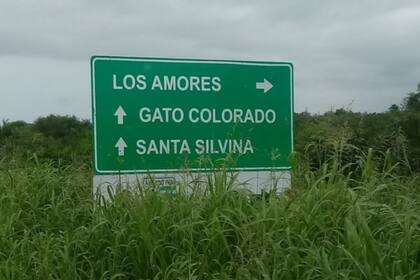 LOS AMORES →
↑ GATO COLORADO
↑ SANTA SILVINA